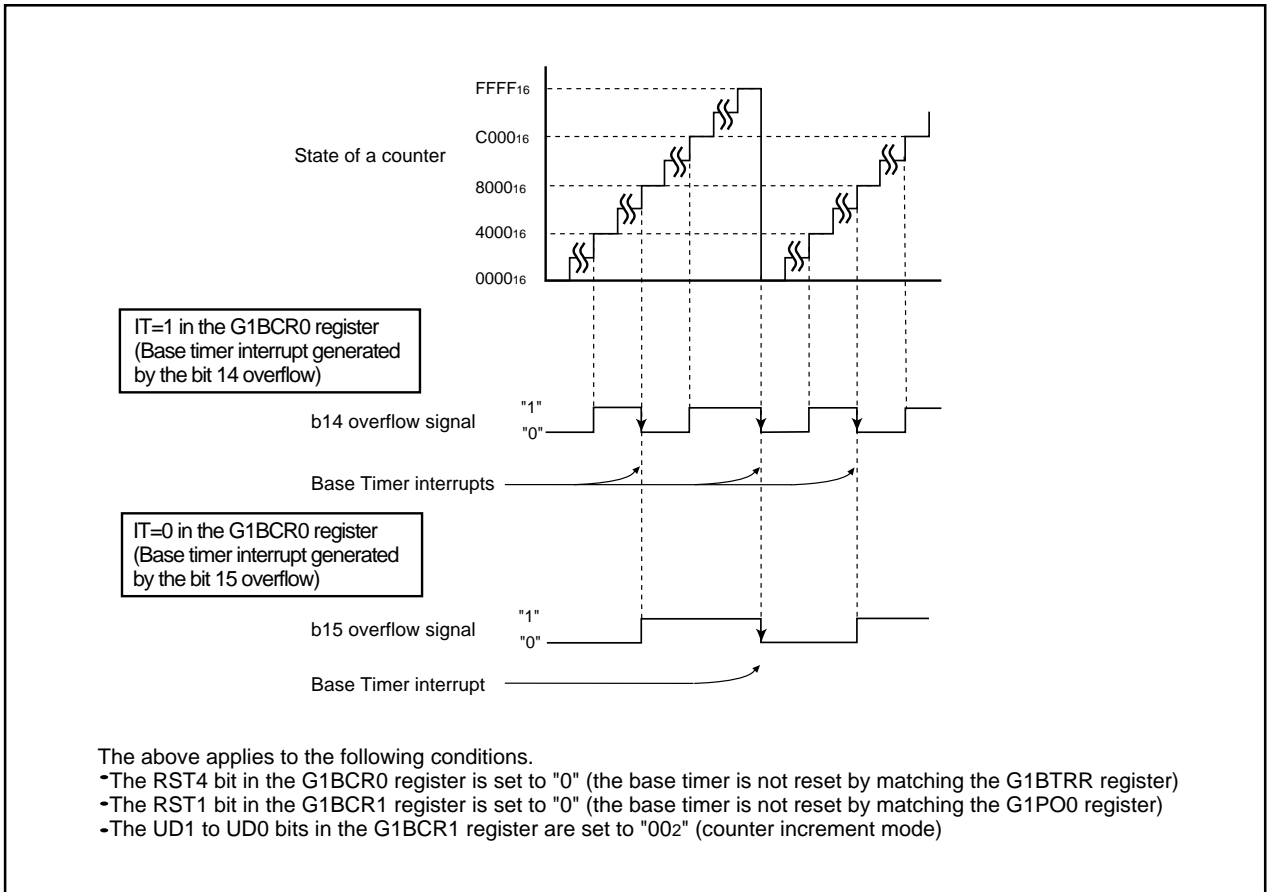 FFFF16
C00016
State of a counter
800016
400016
000016
IT=1 in the G1BCR0 register
(Base timer interrupt generated
by the bit 14 overflow)
"1"
b14 overflow signal
"0"
Base Timer interrupts
IT=0 in the G1BCR0 register
(Base timer interrupt generated
by the bit 15 overflow)
"1"
b15 overflow signal
"0"
Base Timer interrupt
The above applies to the following conditions.
•The RST4 bit in the G1BCR0 register is set to "0" (the base timer is not reset by matching the G1BTRR register)
•The RST1 bit in the G1BCR1 register is set to "0" (the base timer is not reset by matching the G1PO0 register)
•The UD1 to UD0 bits in the G1BCR1 register are set to "002" (counter increment mode)